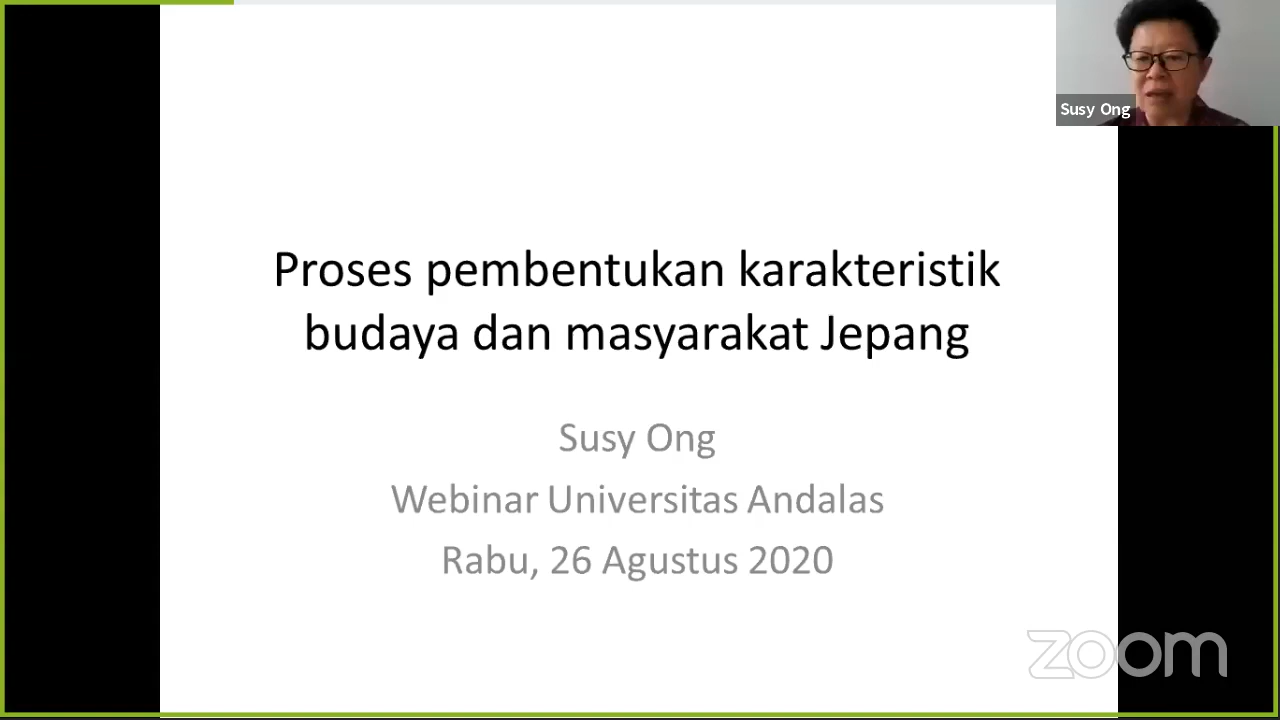 Susy Ong
Proses pembentukan karakteristik
budaya dan masyarakat Jepang
Susy Ong
Webinar Universitas Andalas
Rabu, 26 Agustus 2020
zoom